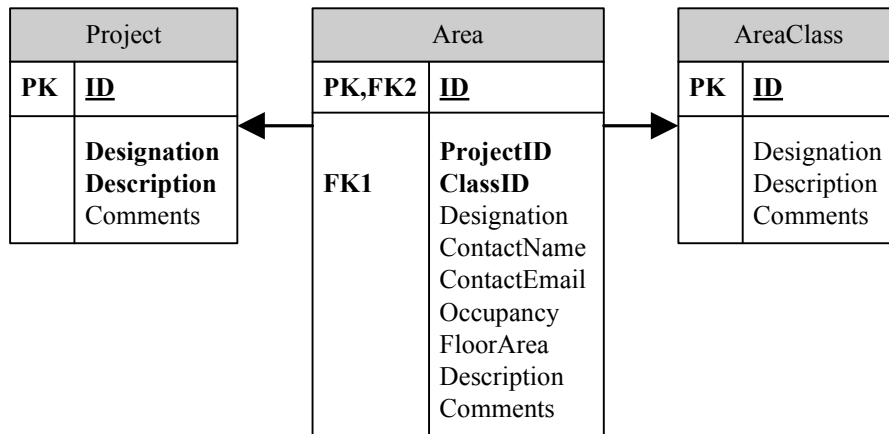 Project
PK ID
Designation
Description
Comments
Area
PK,FK2 ID
ProjectID
FK1 ClassID
Designation
ContactName
ContactEmail
Occupancy
FloorArea
Description
Comments
AreaClass
PK ID
Designation
Description
Comments